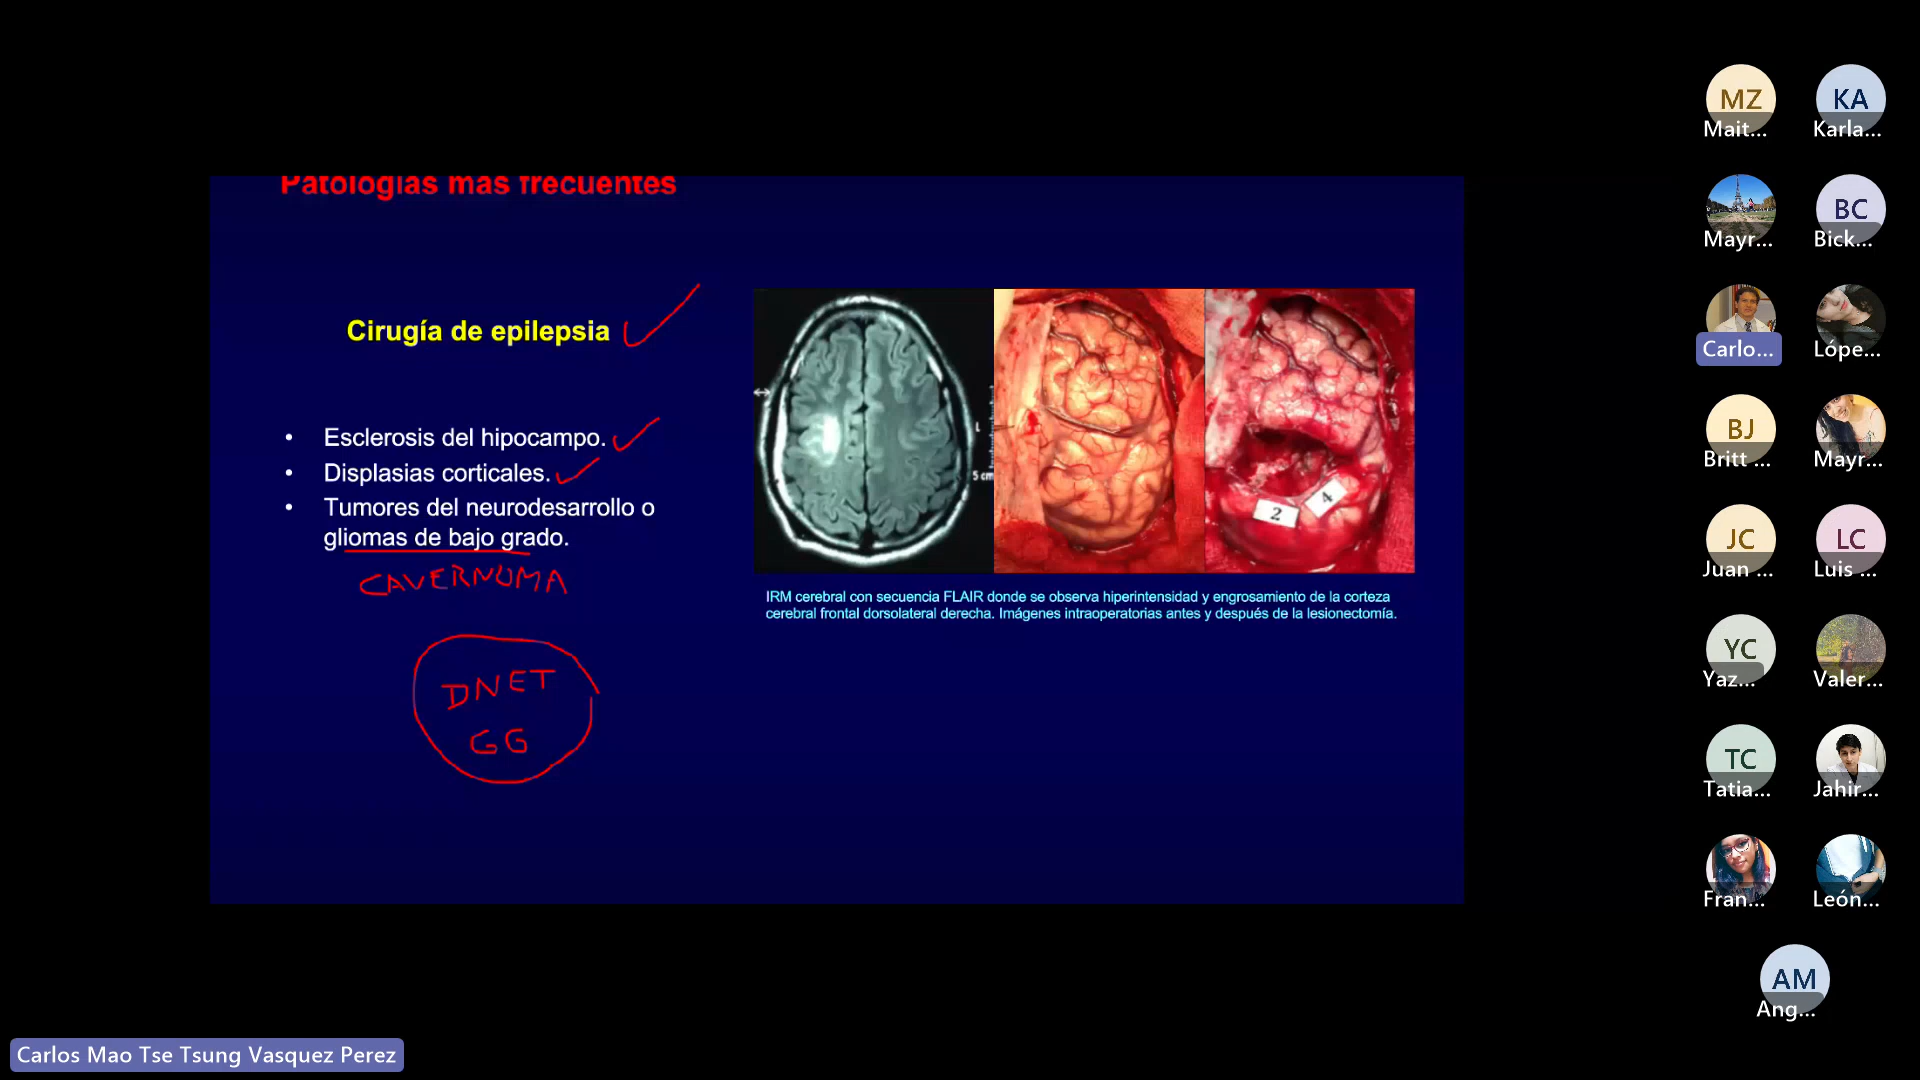 Patologías más frecuentes
Cirugía de epilepsia
• Esclerosis del hipocampo.
• Displasias corticales.
• Tumores del neurodesarrollo o
gliomas de bajo grado.
CAVERNOMA
DNET
GG
L
5 cm
2
4
IRM cerebral con secuencia FLAIR donde se observa hiperintensidad y engrosamiento de la corteza
cerebral frontal dorsolateral derecha. Imágenes intraoperatorias antes y después de la lesionectomía.
MZ
Mait...
KA
Karla...
Mayr...
BC
Bick...
Carlo...
Lópe...
BJ
Britt ...
Mayr...
JC
Juan ...
LC
Luis ...
YC
Yaz...
Valer...
TC
Tatia...
Jahir...
Fran...
León...
AM
Ang...
Carlos Mao Tse Tsung Vasquez Perez